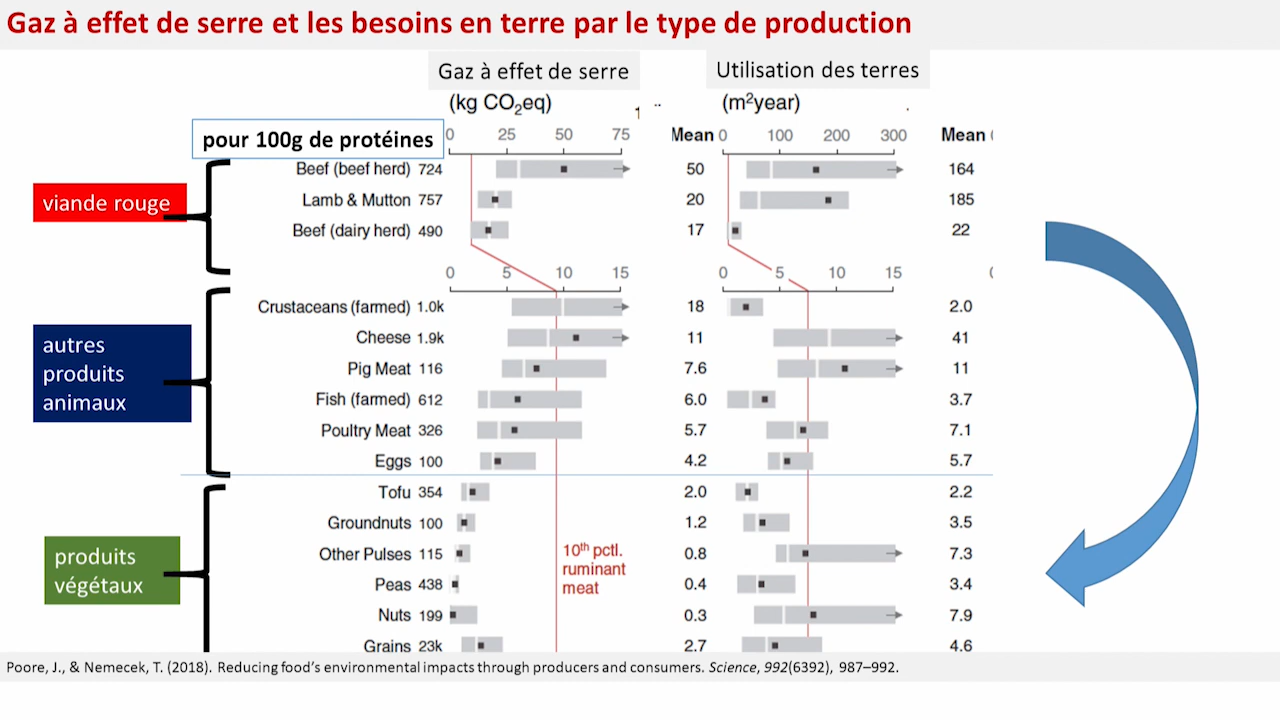 Gaz à effet de serre et les besoins en terre par le type de production
Gaz à effet de serre
Utilisation des terres
(kg CO₂eq)
(m²year)
pour 100g de protéines
0 25 50 75 Mean 0 100 200 300 Mean
viande rouge
Beef (beef herd) 724 50 164
Lamb & Mutton 757 20 185
Beef (dairy herd) 490 17 22
0 5 10 15 0 5 10 15
autres
produits
animaux
Crustaceans (farmed) 1.0k 18 2.0
Cheese 1.9k 11 41
Pig Meat 116 7.6 11
Fish (farmed) 612 6.0 3.7
Poultry Meat 326 5.7 7.1
Eggs 100 4.2 5.7
produits
végétaux
Tofu 354 2.0 2.2
Groundnuts 100 1.2 3.5
Other Pulses 115 0.8 7.3
Peas 438 0.4 3.4
Nuts 199 0.3 7.9
Grains 23k 2.7 4.6
10th pctl.
ruminant
meat
Poore, J., & Nemecek, T. (2018). Reducing food's environmental impacts through producers and consumers. Science, 992(6392), 987–992.